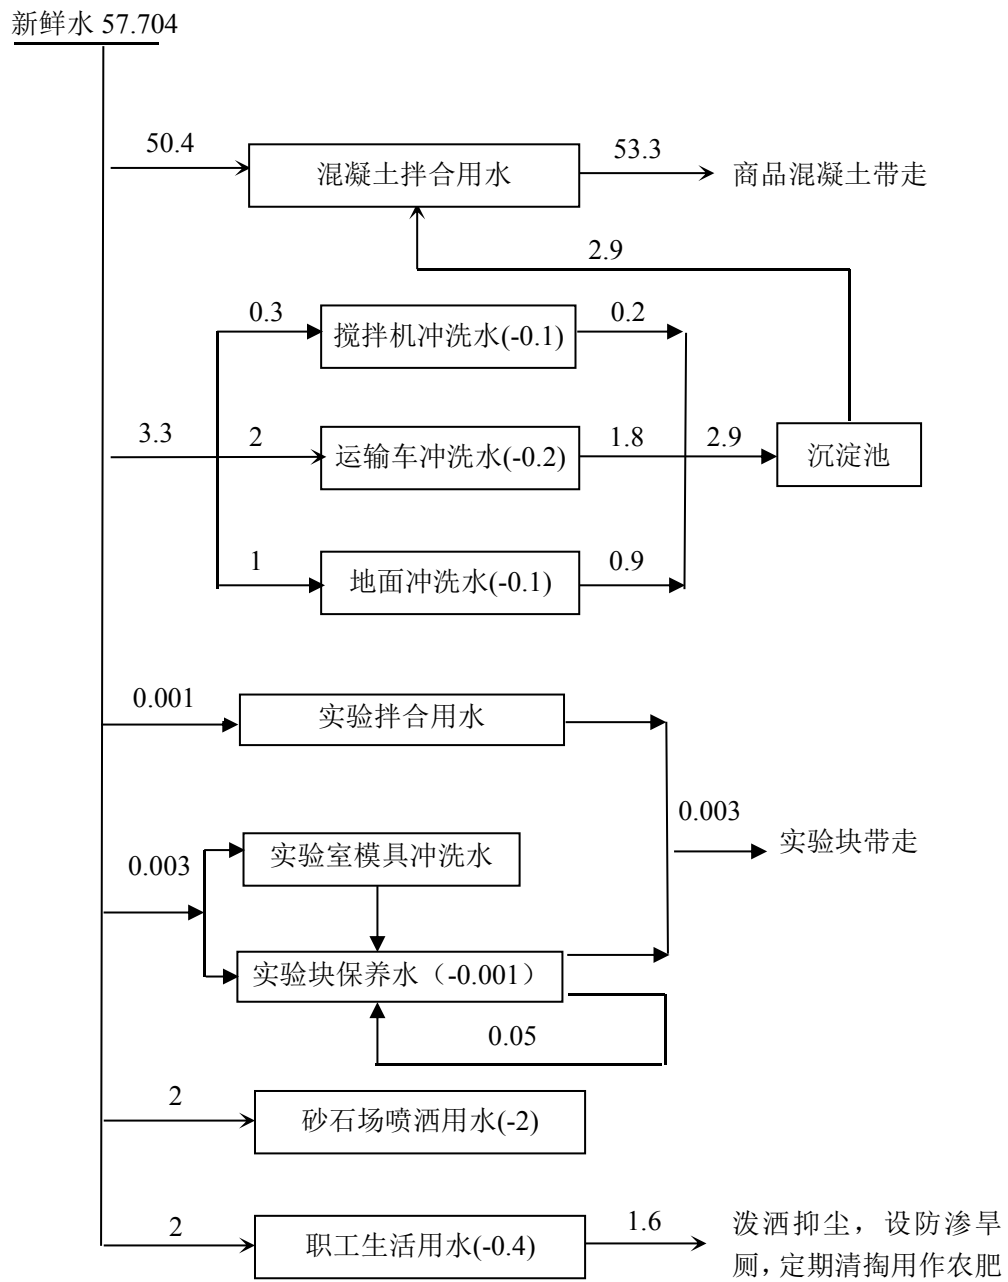 新鲜水 57.704
50.4
混凝土拌合用水
53.3
商品混凝土带走
2.9
0.3
搅拌机冲洗水(-0.1)
0.2
3.3
2
运输车冲洗水(-0.2)
1.8
2.9
沉淀池
1
地面冲洗水(-0.1)
0.9
0.001
实验拌合用水
0.003
实验块带走
0.003
实验室模具冲洗水
实验块保养水（-0.001）
0.05
2
砂石场喷洒用水(-2)
2
职工生活用水(-0.4)
1.6
泼洒抑尘，设防渗旱
厕，定期清掏用作农肥